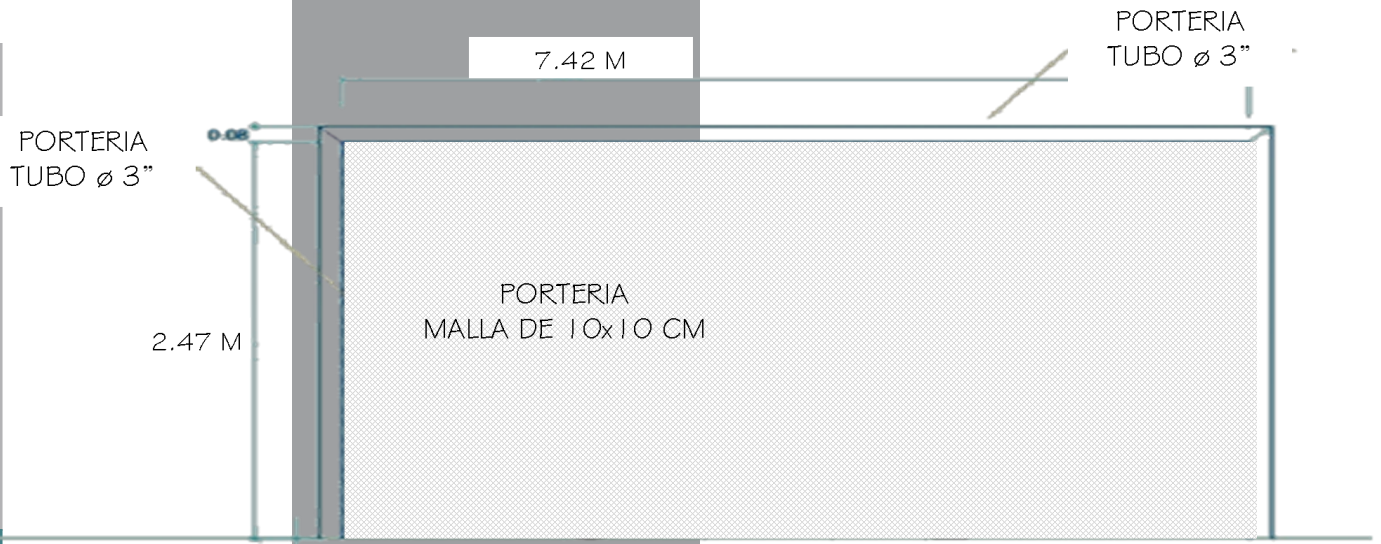 PORTERIA
TUBO ø 3”
7.42 M
0.08
PORTERIA
TUBO ø 3”
PORTERIA
MALLA DE 10x10 CM
2.47 M